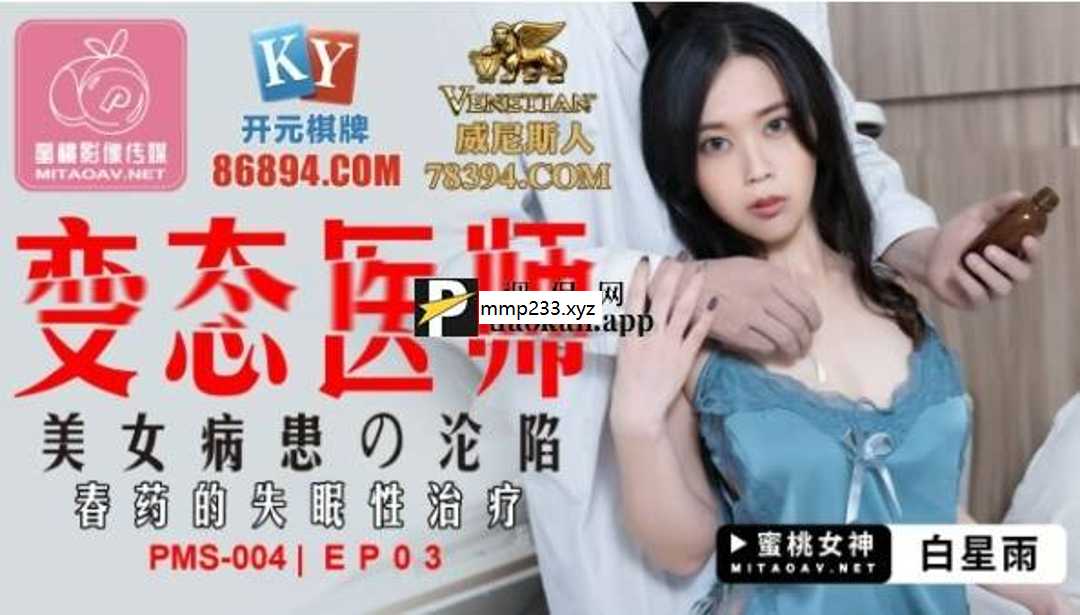 蜜桃影像传媒
MITAOAV.NET
KY
开元棋牌
86894.COM
VENETIAN
威尼斯人
78394.COM
变态医师
P
mmp233.xyz
美女病患の沦陷
春药的失眠性治疗
PMS-004 | EP03
蜜桃女神
MITAOAV.NET
白星雨